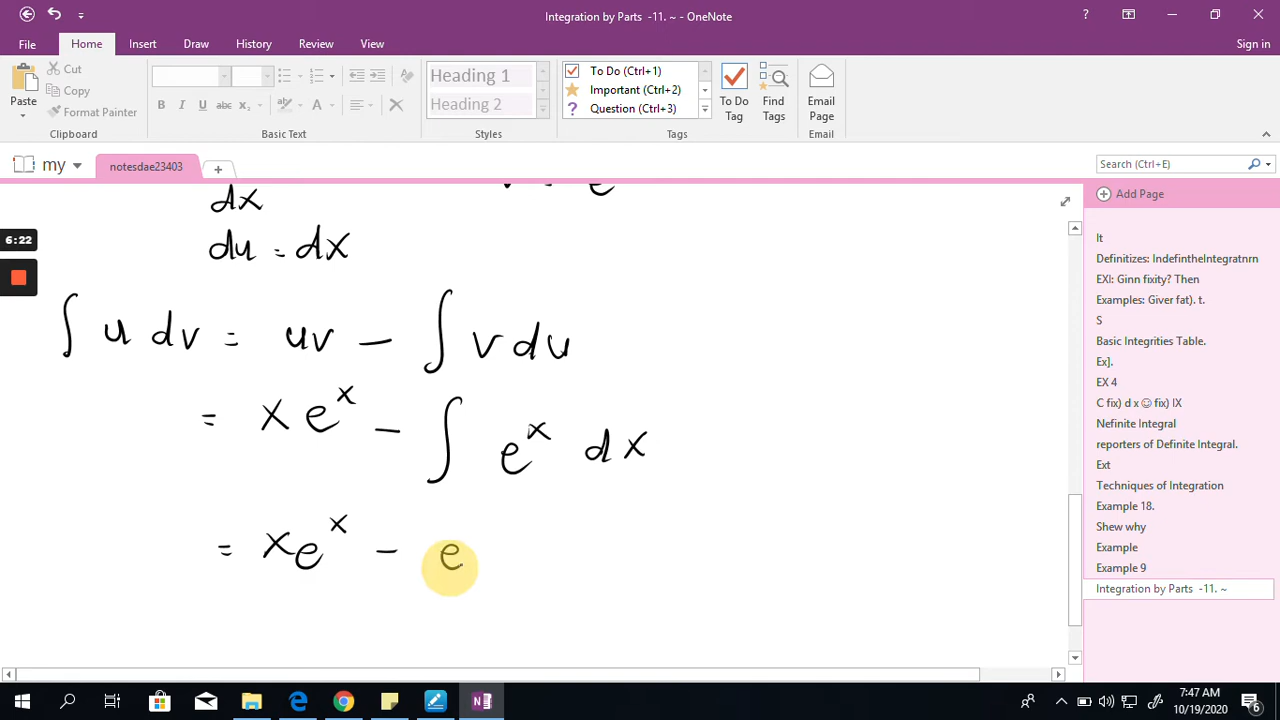 Integration by Parts -11. ~ - OneNote
?
File Home Insert Draw History Review View Sign in
Paste
Cut
Copy
Format Painter
Clipboard
B I U abc x₂ A
Basic Text
Heading 1
Heading 2
Styles
To Do (Ctrl+1)
Important (Ctrl+2)
? Question (Ctrl+3)
Tags
To Do Tag
Find Tags
Email Page
Email
my
notesdae23403
+
Search (Ctrl+E)
6:22
dx
du = dx
∫ u dv = uv - ∫ v du
= x e^x - ∫ e^x dx
= xe^x - e
Add Page
It
Definitizes: IndefintheIntegratnrn
EXI: Ginn fixity? Then
Examples: Giver fat). t.
S
Basic Integrities Table.
Ex].
EX 4
C fix) d x ☺ fix) IX
Nefinite Integral
reporters of Definite Integral.
Ext
Techniques of Integration
Example 18.
Shew why
Example
Example 9
Integration by Parts -11. ~
7:47 AM
10/19/2020
6